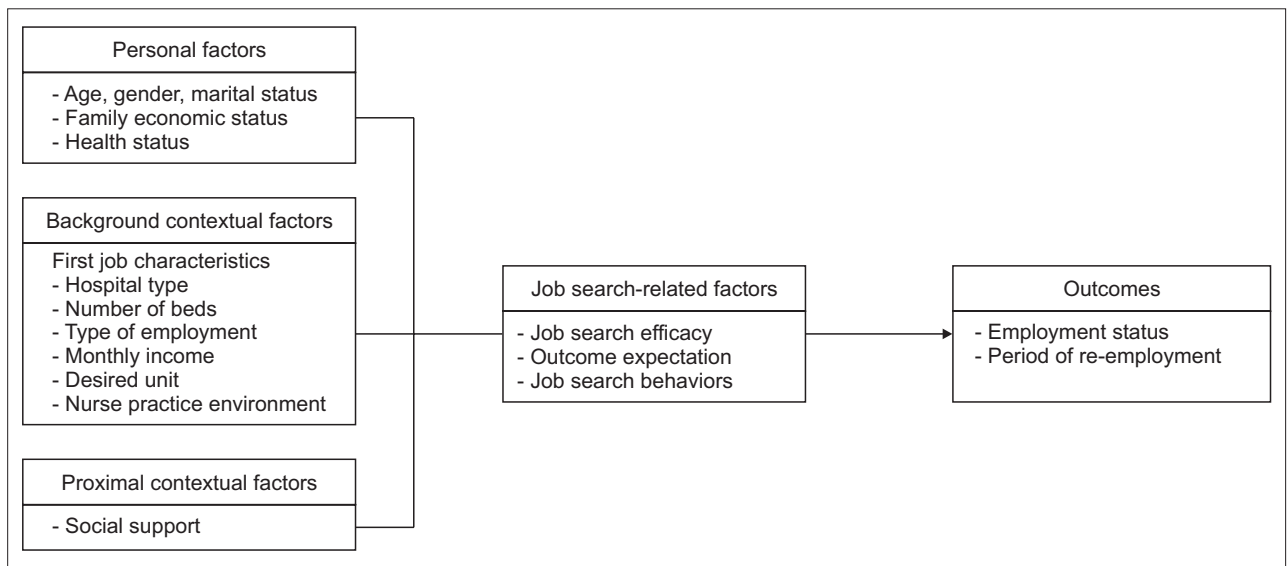 Personal factors
- Age, gender, marital status
- Family economic status
- Health status
Background contextual factors
First job characteristics
- Hospital type
- Number of beds
- Type of employment
- Monthly income
- Desired unit
- Nurse practice environment
Proximal contextual factors
- Social support
Job search-related factors
- Job search efficacy
- Outcome expectation
- Job search behaviors
Outcomes
- Employment status
- Period of re-employment